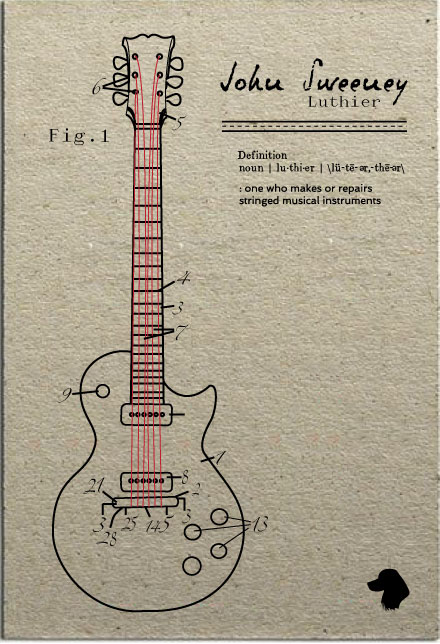 John Sweeney
Luthier
6
5
Fig.1
Definition
noun | lu·thi·er | \lü-tē-ər,-thē-ər\
: one who makes or repairs
stringed musical instruments
4
3
7
9
1
8
21
2
3
25
145
3
13
28